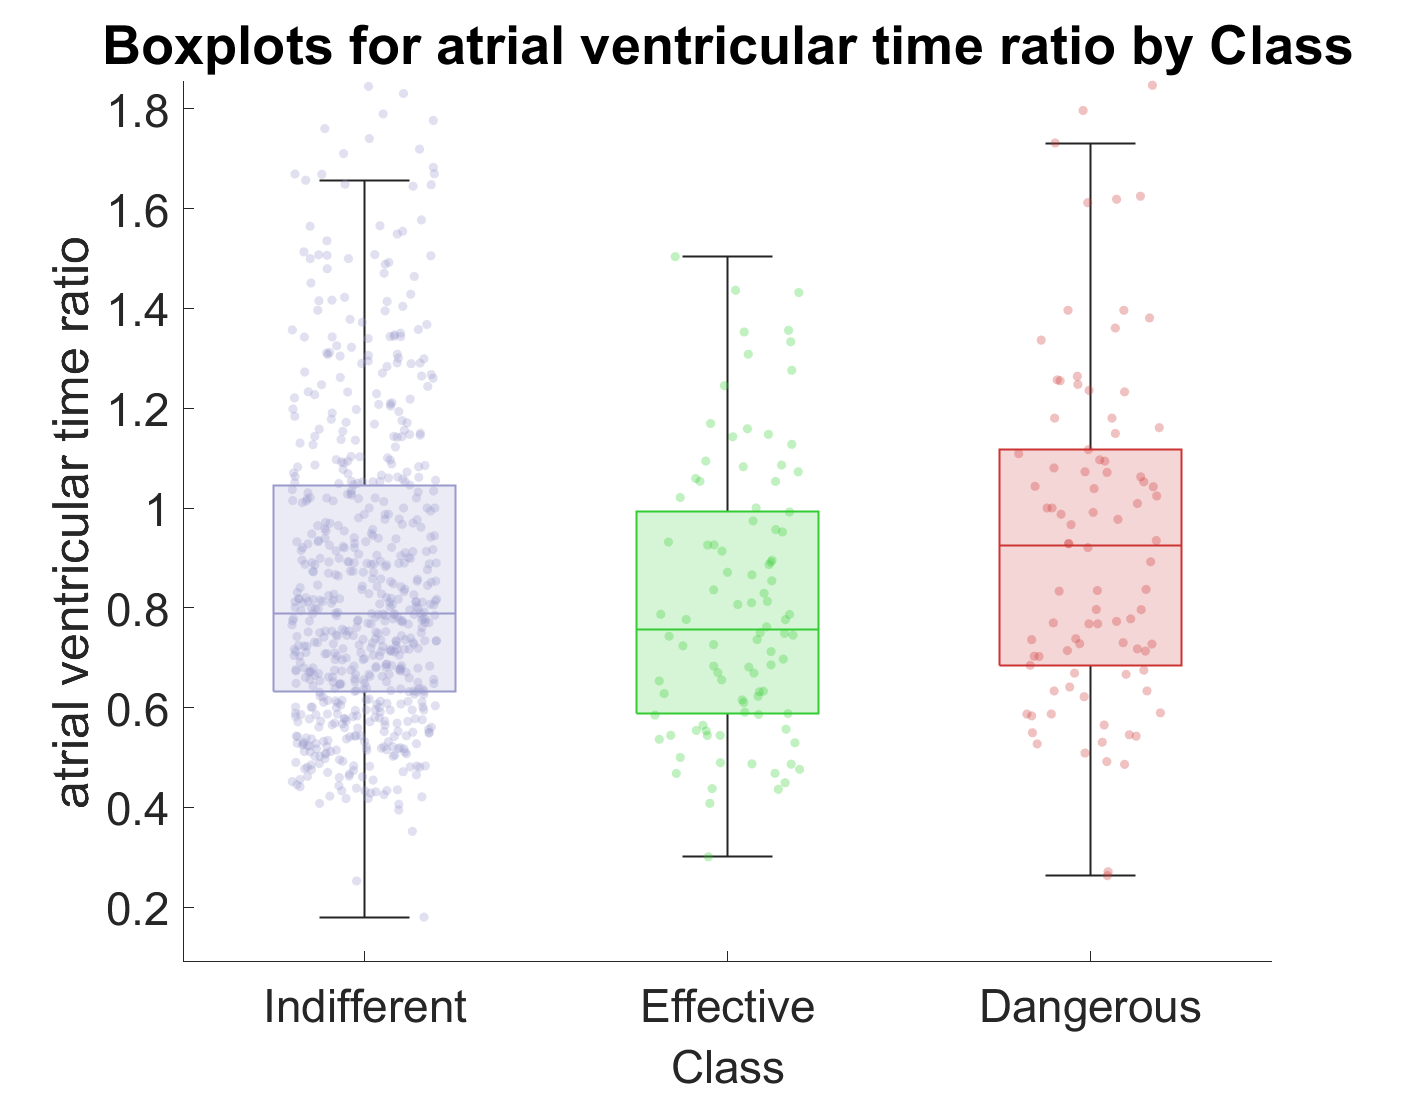 Boxplots for atrial ventricular time ratio by Class
atrial ventricular time ratio
1.8
1.6
1.4
1.2
1
0.8
0.6
0.4
0.2
Indifferent
Effective
Dangerous
Class